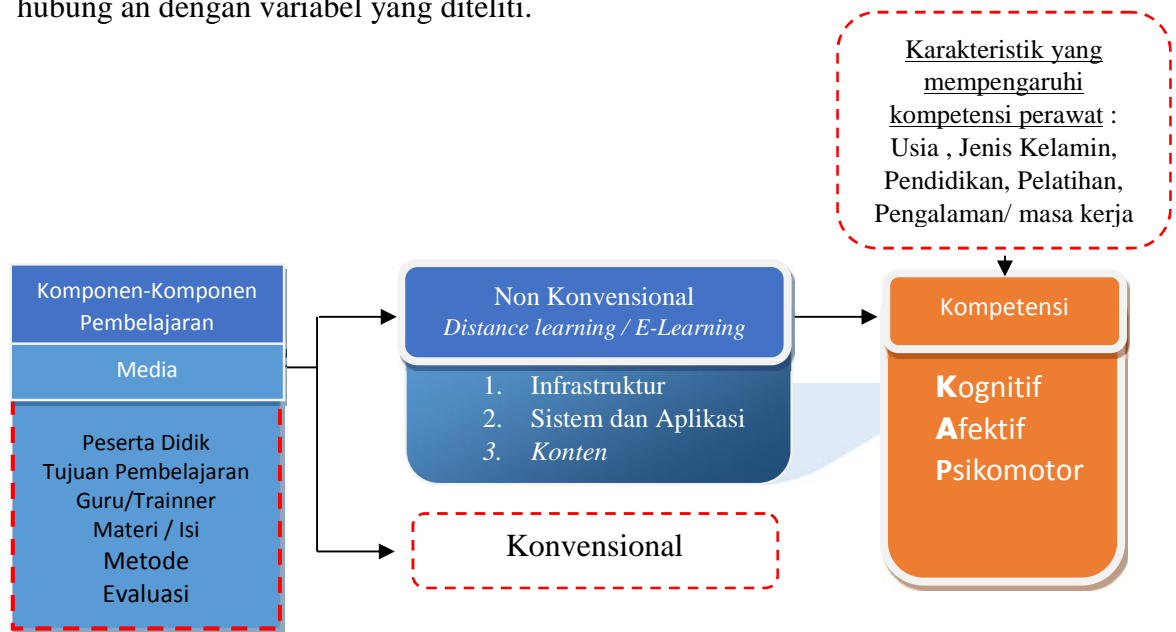 hubung an dengan variabel yang diteliti.
Karakteristik yang
mempengaruhi
kompetensi perawat :
Usia , Jenis Kelamin,
Pendidikan, Pelatihan,
Pengalaman/ masa kerja
Komponen-Komponen
Pembelajaran
Media
Peserta Didik
Tujuan Pembelajaran
Guru/Trainner
Materi / Isi
Metode
Evaluasi
Non Konvensional
Distance learning / E-Learning
1. Infrastruktur
2. Sistem dan Aplikasi
3. Konten
Konvensional
Kompetensi
Kognitif
Afektif
Psikomotor